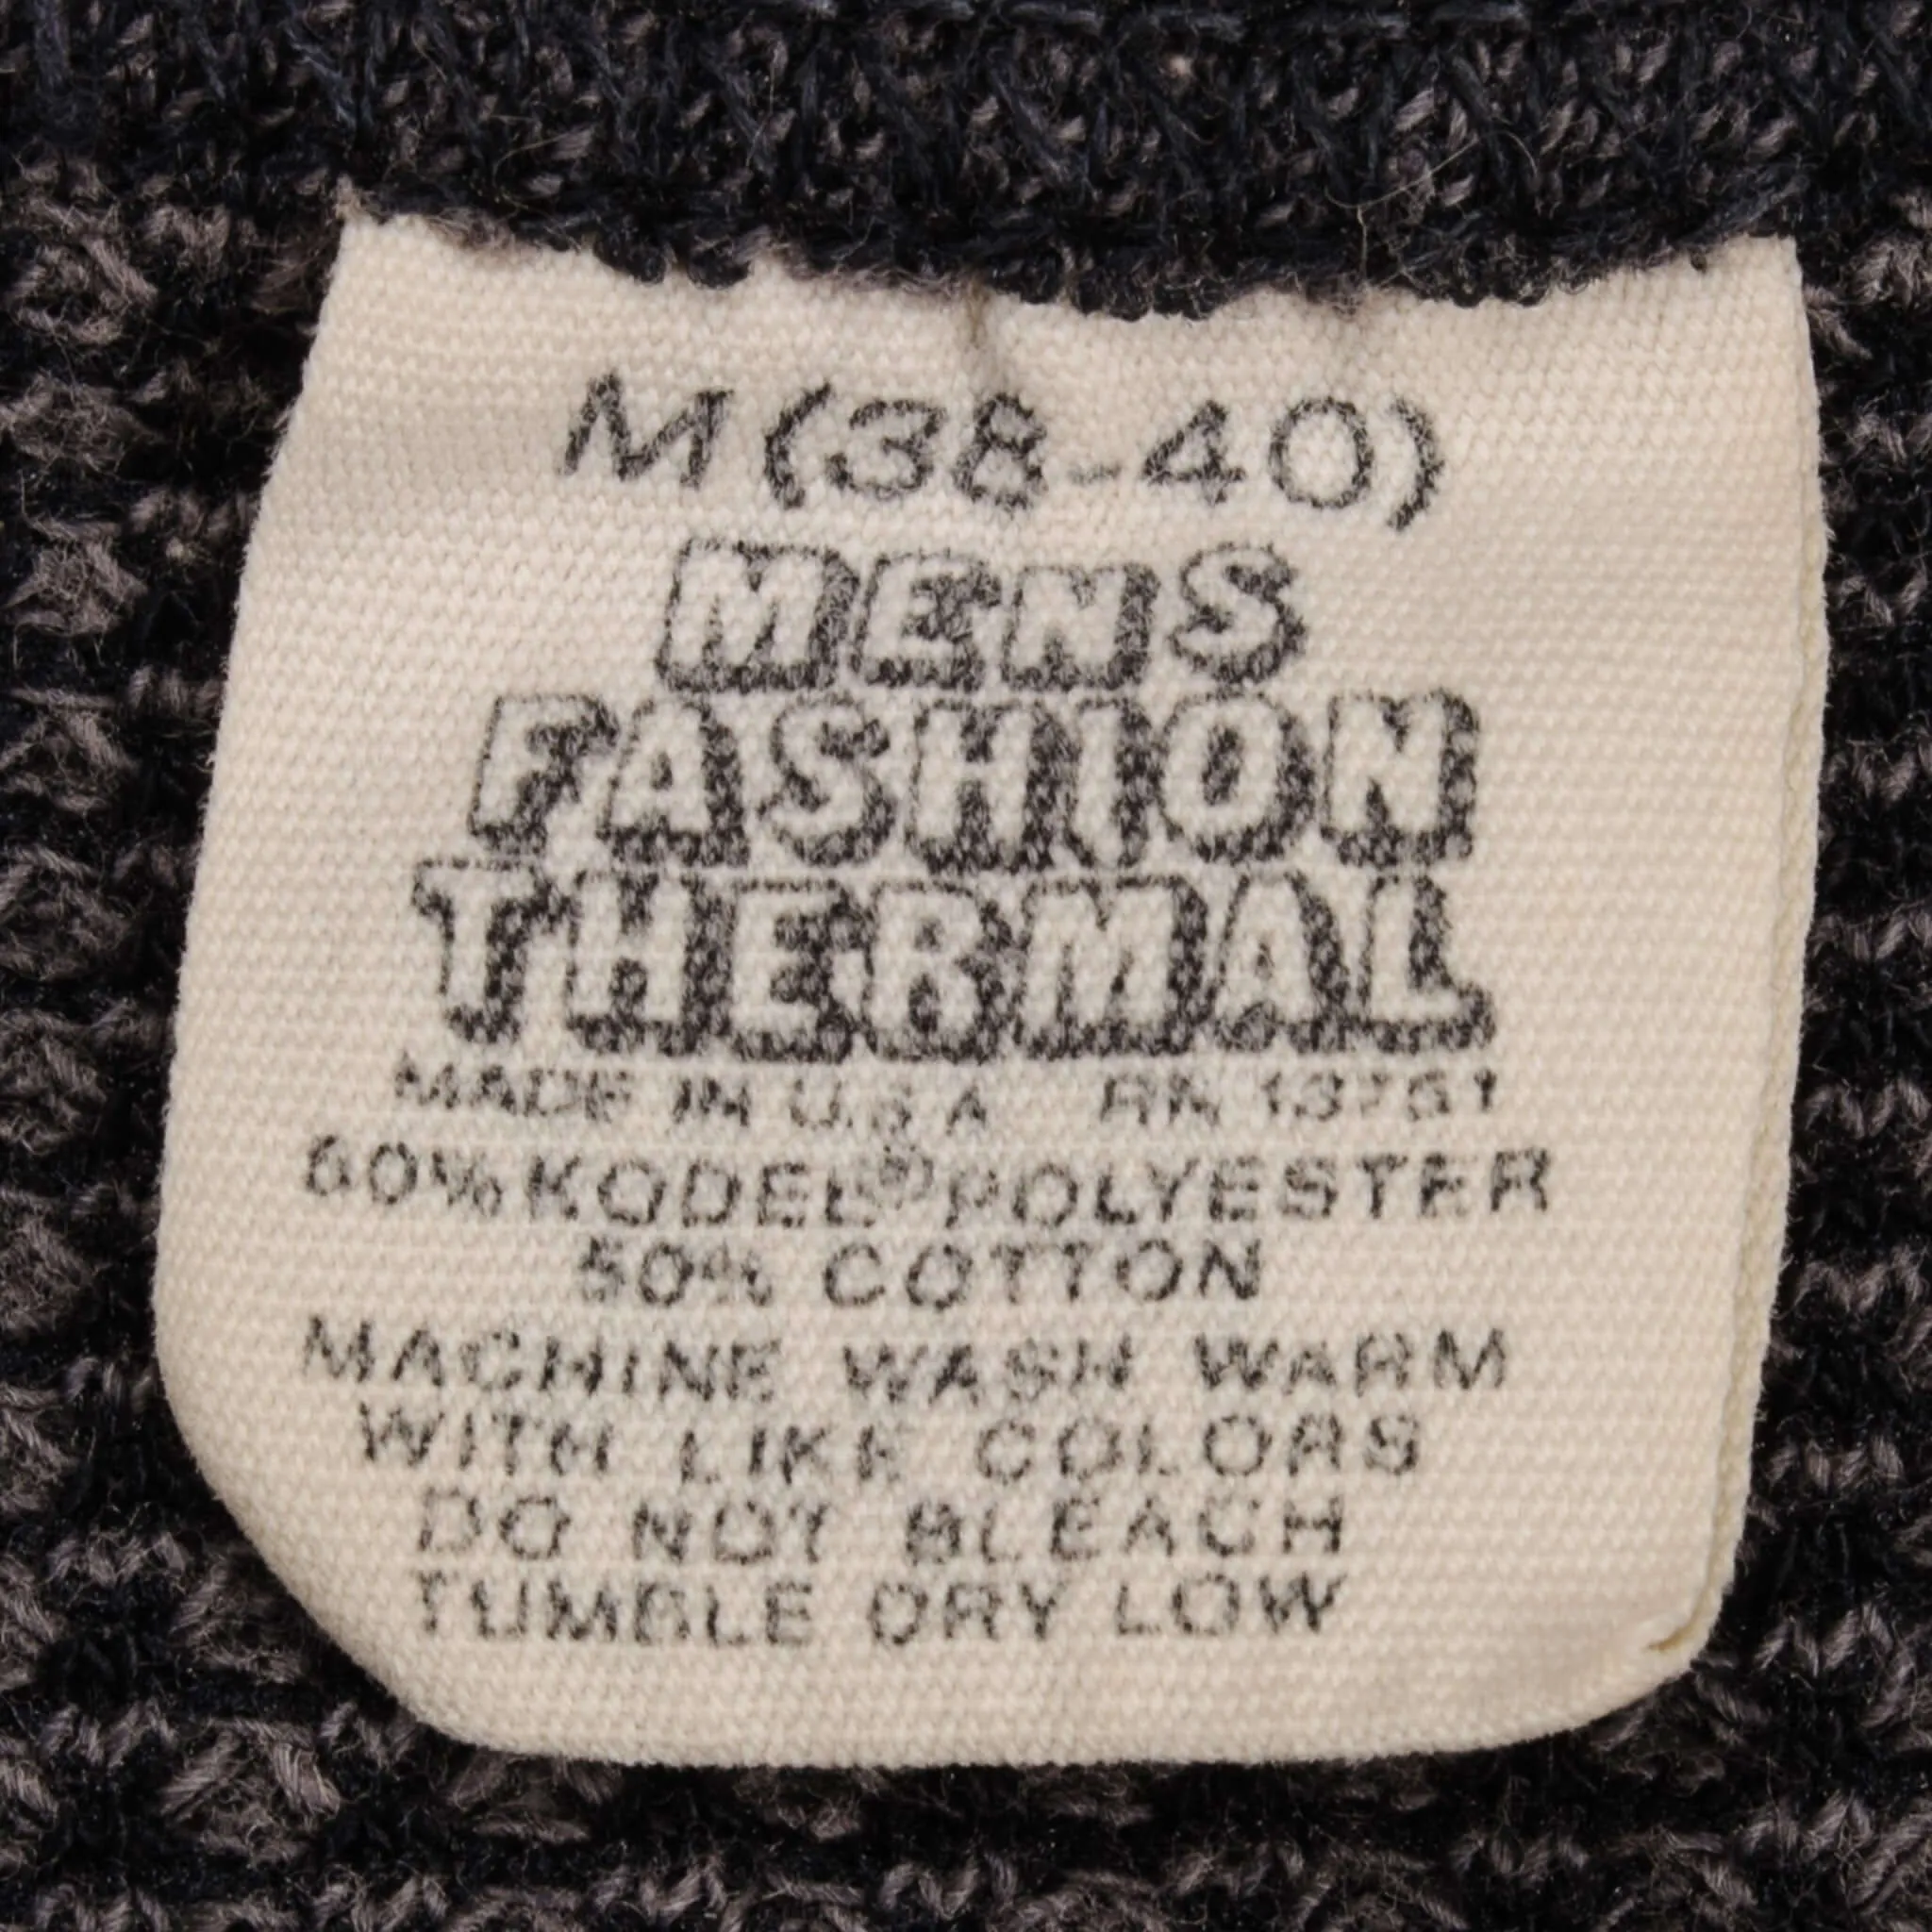 M (38-40)
MENS
FASHION
THERMAL
MADE IN U.S.A RN 13751
50% KODEL® POLYESTER
50% COTTON
MACHINE WASH WARM
WITH LIKE COLORS
DO NOT BLEACH
TUMBLE DRY LOW